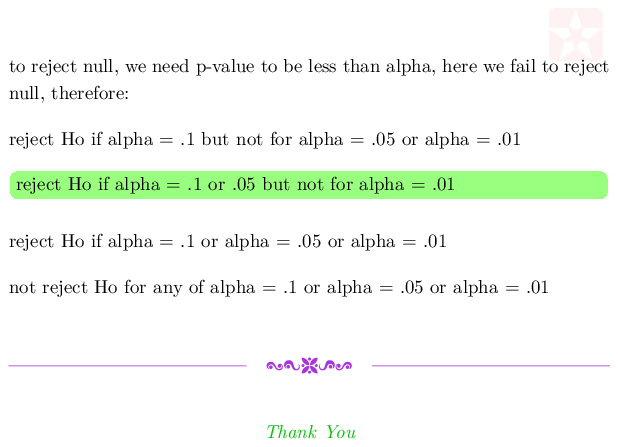 to reject null, we need p-value to be less than alpha, here we fail to reject
null, therefore:
reject Ho if alpha = .1 but not for alpha = .05 or alpha = .01
reject Ho if alpha = .1 or .05 but not for alpha = .01
reject Ho if alpha = .1 or alpha = .05 or alpha = .01
not reject Ho for any of alpha = .1 or alpha = .05 or alpha = .01
Thank You